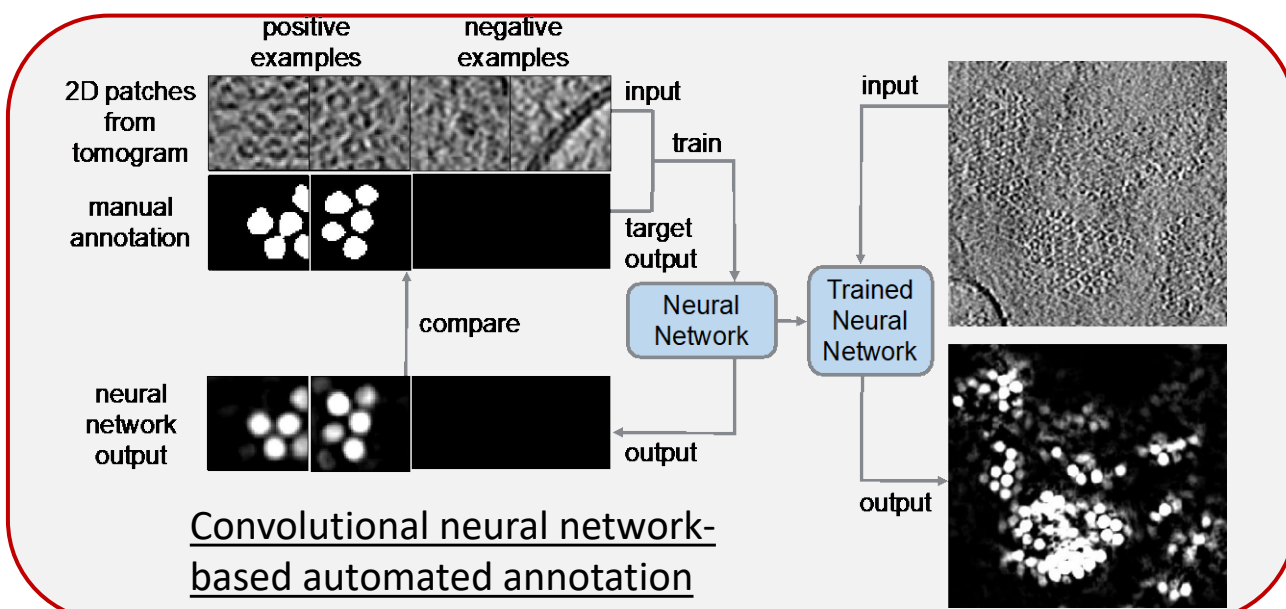 positive
examples
negative
examples
2D patches
from
tomogram
input
train
manual
annotation
target
output
compare
Neural
Network
neural
network
output
output
input
Trained
Neural
Network
output
Convolutional neural network-
based automated annotation